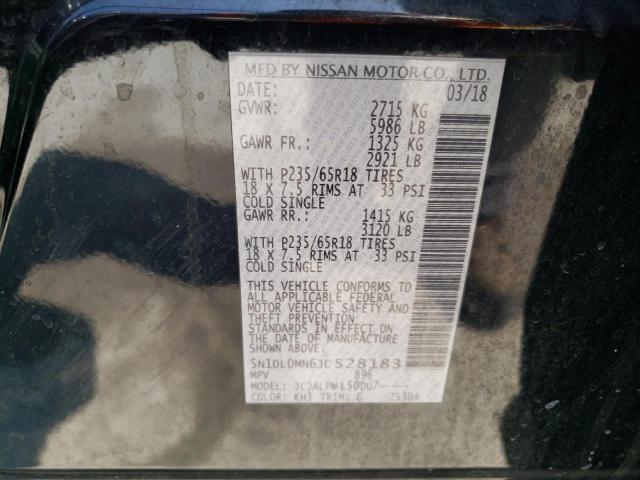 MFD BY NISSAN MOTOR CO., LTD.
DATE: 03/18
GVWR: 2715 KG
5986 LB
GAWR FR: 1325 KG
2921 LB
WITH P235/65R18 TIRES
18 X 7.5 RIMS AT 33 PSI
COLD SINGLE
GAWR RR: 1415 KG
3120 LB
WITH P235/65R18 TIRES
18 X 7.5 RIMS AT 33 PSI
COLD SINGLE
THIS VEHICLE CONFORMS TO
ALL APPLICABLE FEDERAL
MOTOR VEHICLE SAFETY AND
THEFT PREVENTION
STANDARDS IN EFFECT ON
THE DATE OF MANUFACTURE
SHOWN ABOVE.
5N1DL0MN6JC528183
MPV 896
MODEL:
COLOR: KH3 TRIM: G ZS30A